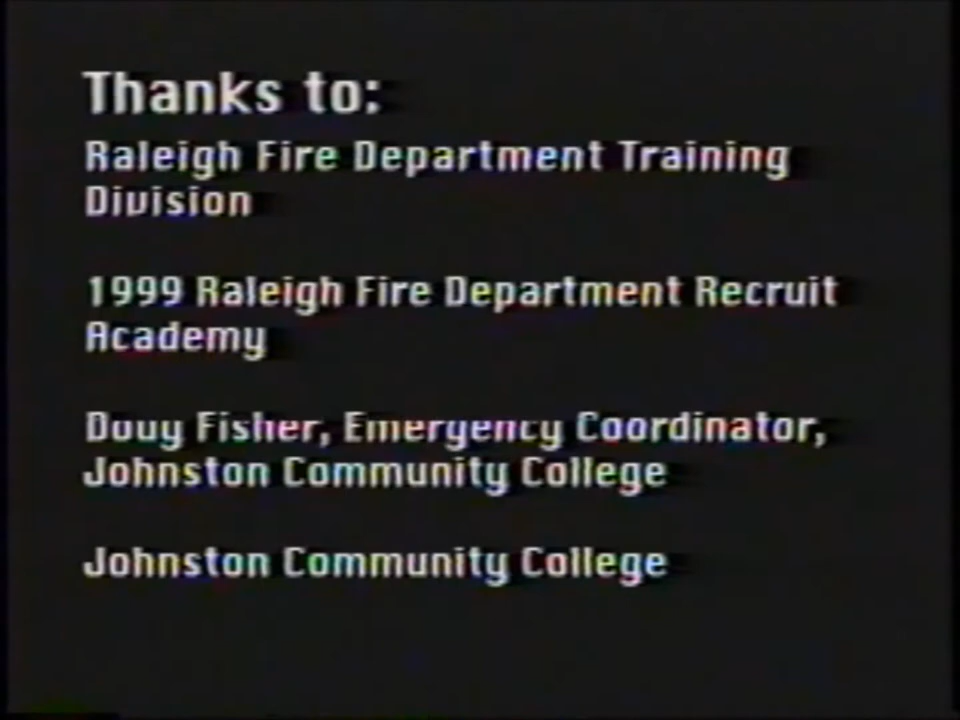 Thanks to:
Raleigh Fire Department Training
Division
1999 Raleigh Fire Department Recruit
Academy
Doug Fisher, Emergency Coordinator,
Johnston Community College
Johnston Community College